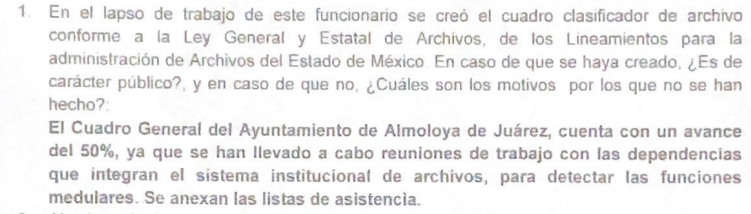 1. En el lapso de trabajo de este funcionario se creó el cuadro clasificador de archivo
conforme a la Ley General y Estatal de Archivos, de los Lineamientos para la
administración de Archivos del Estado de México. En caso de que se haya creado, ¿Es de
carácter público?, y en caso de que no, ¿Cuáles son los motivos por los que no se han
hecho?:
El Cuadro General del Ayuntamiento de Almoloya de Juárez, cuenta con un avance
del 50%, ya que se han llevado a cabo reuniones de trabajo con las dependencias
que integran el sistema institucional de archivos, para detectar las funciones
medulares. Se anexan las listas de asistencia.